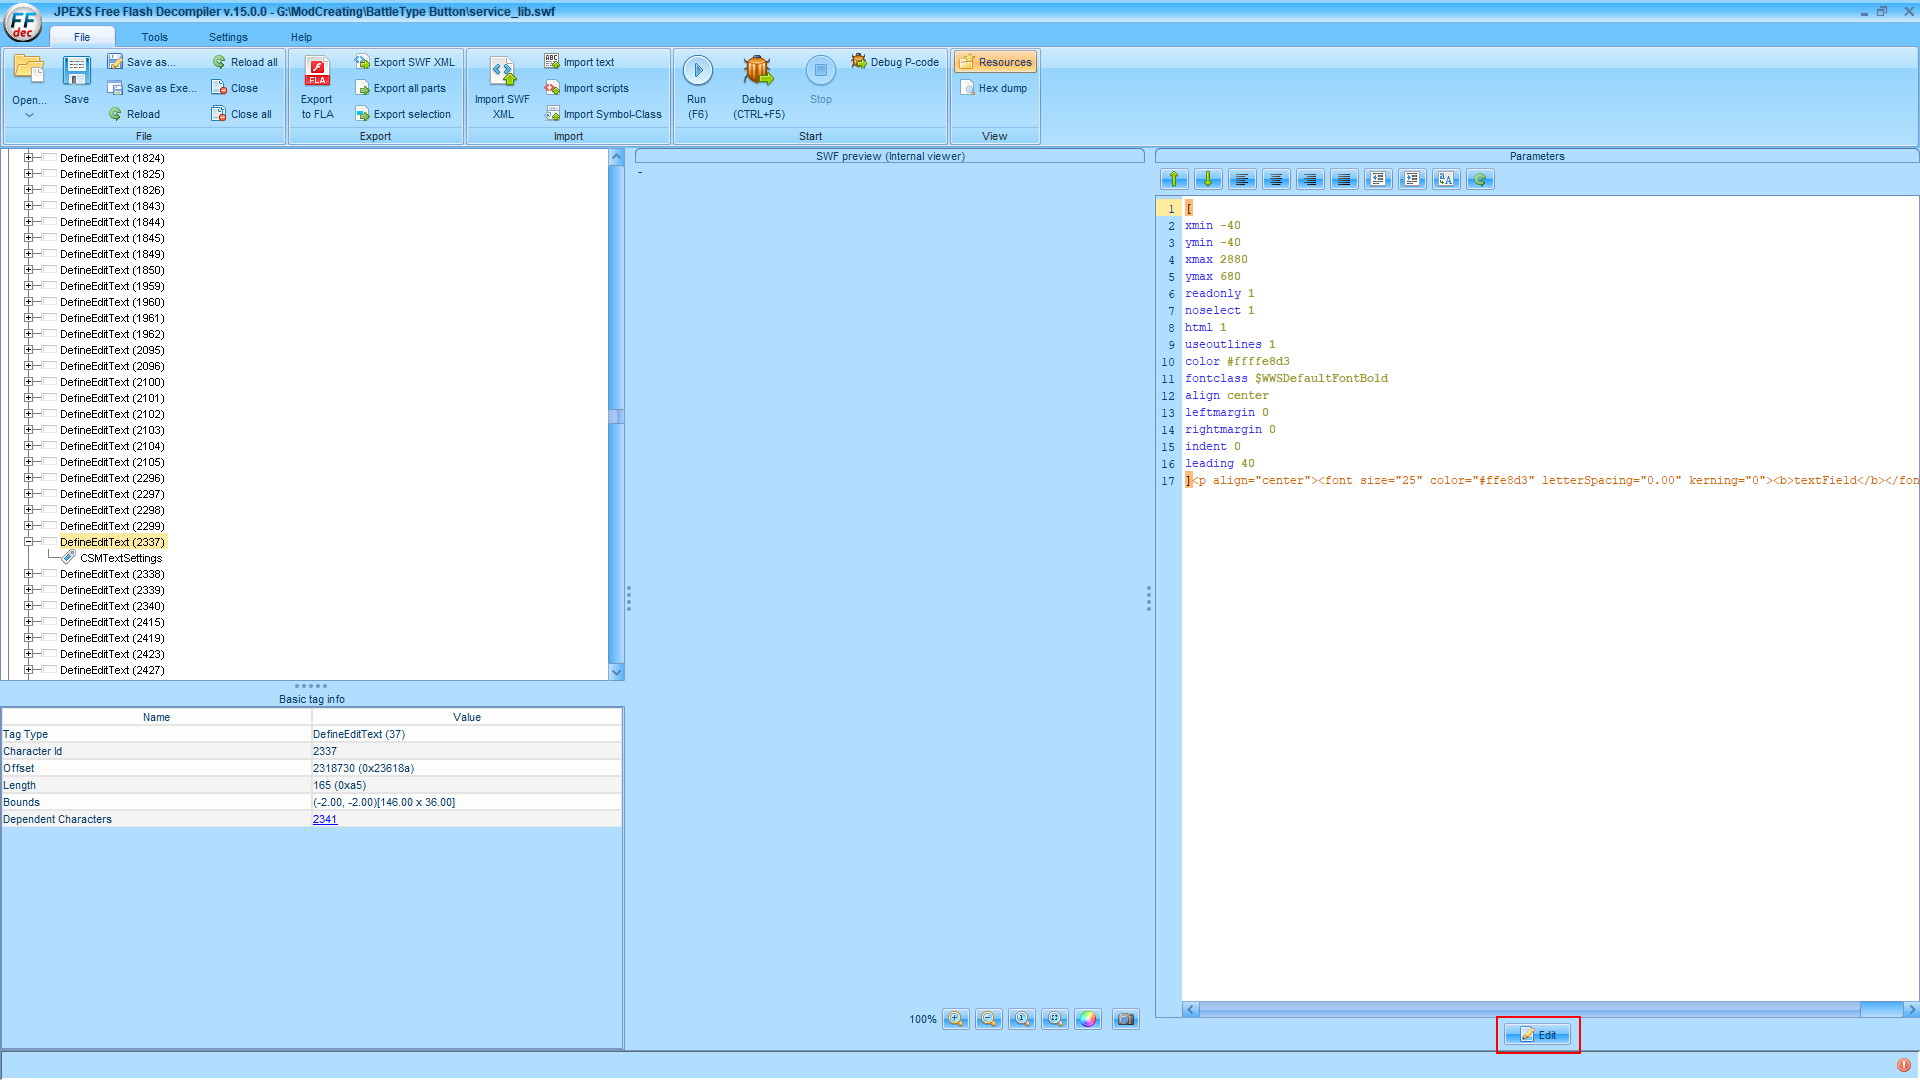 JPEXS Free Flash Decompiler v.15.0.0 - G:\ModCreating\BattleType Button\service_lib.swf
FF
dec
File
Tools
Settings
Help
Open...
Save
Save as...
Save as Exe...
Reload
Reload all
Close
Close all
File
FLA
Export
to FLA
Export SWF XML
Export all parts
Export selection
Export
Import SWF
XML
ABC
Import text
Import scripts
Import Symbol-Class
Import
Run
(F6)
Debug
(CTRL+F5)
Stop
Debug P-code
Start
Resources
Hex dump
View
DefineEditText (1824)
DefineEditText (1825)
DefineEditText (1826)
DefineEditText (1843)
DefineEditText (1844)
DefineEditText (1845)
DefineEditText (1849)
DefineEditText (1850)
DefineEditText (1959)
DefineEditText (1960)
DefineEditText (1961)
DefineEditText (1962)
DefineEditText (2095)
DefineEditText (2096)
DefineEditText (2100)
DefineEditText (2101)
DefineEditText (2102)
DefineEditText (2103)
DefineEditText (2104)
DefineEditText (2105)
DefineEditText (2296)
DefineEditText (2297)
DefineEditText (2298)
DefineEditText (2299)
DefineEditText (2337)
CSMTextSettings
DefineEditText (2338)
DefineEditText (2339)
DefineEditText (2340)
DefineEditText (2415)
DefineEditText (2419)
DefineEditText (2423)
DefineEditText (2427)
Basic tag info
Name Value
Tag Type DefineEditText (37)
Character Id 2337
Offset 2318730 (0x23618a)
Length 165 (0xa5)
Bounds (-2.00, -2.00)[146.00 x 36.00]
Dependent Characters 2341
SWF preview (Internal viewer)
-
100%
Parameters
1 [
2 xmin -40
3 ymin -40
4 xmax 2880
5 ymax 680
6 readonly 1
7 noselect 1
8 html 1
9 useoutlines 1
10 color #ffffe8d3
11 fontclass $WWSDefaultFontBold
12 align center
13 leftmargin 0
14 rightmargin 0
15 indent 0
16 leading 40
17 ]<p align="center"><font size="25" color="#ffe8d3" letterSpacing="0.00" kerning="0"><b>textField</b></fon
Edit